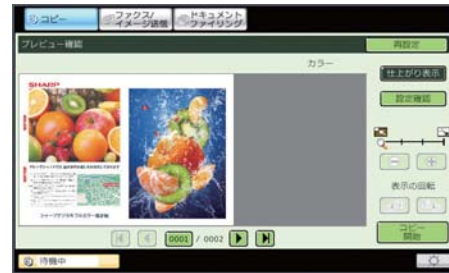 コピー
ファクス/
イメージ送信
ドキュメント
ファイリング
プレビュー確認
再設定
カラー
仕上がり表示
設定確認
SHARP
表示の回転
0001 / 0002
コピー
開始
待機中